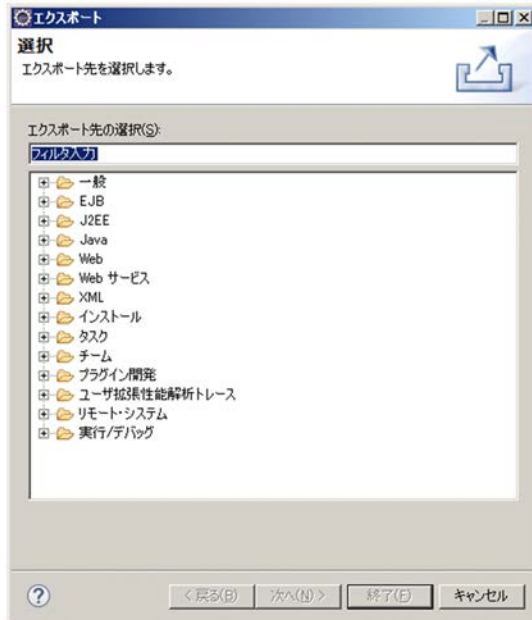 エクスポート
選択
エクスポート先を選択します。
エクスポート先の選択(S):
フィルタ入力
一般
EJB
J2EE
Java
Web
Web サービス
XML
インストール
タスク
チーム
プラグイン開発
ユーザ拡張性能解析トレース
リモート・システム
実行/デバッグ
?
< 戻る(B) 次へ(N) > 終了(F) キャンセル